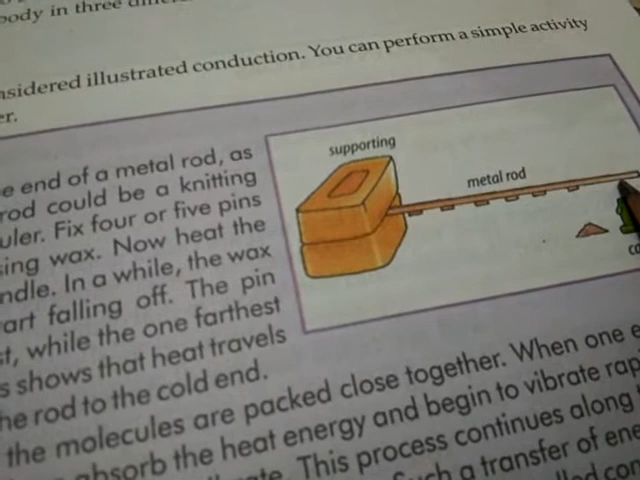 body in three
nsidered illustrated conduction. You can perform a simple activity
er.
supporting
metal rod
e end of a metal rod, as
rod could be a knitting
uler. Fix four or five pins
sing wax. Now heat the
ndle. In a while, the wax
art falling off. The pin
st, while the one farthest
s shows that heat travels
he rod to the cold end.
the molecules are packed close together. When one e
absorb the heat energy and begin to vibrate rap
This process continues along
Such a transfer of ene